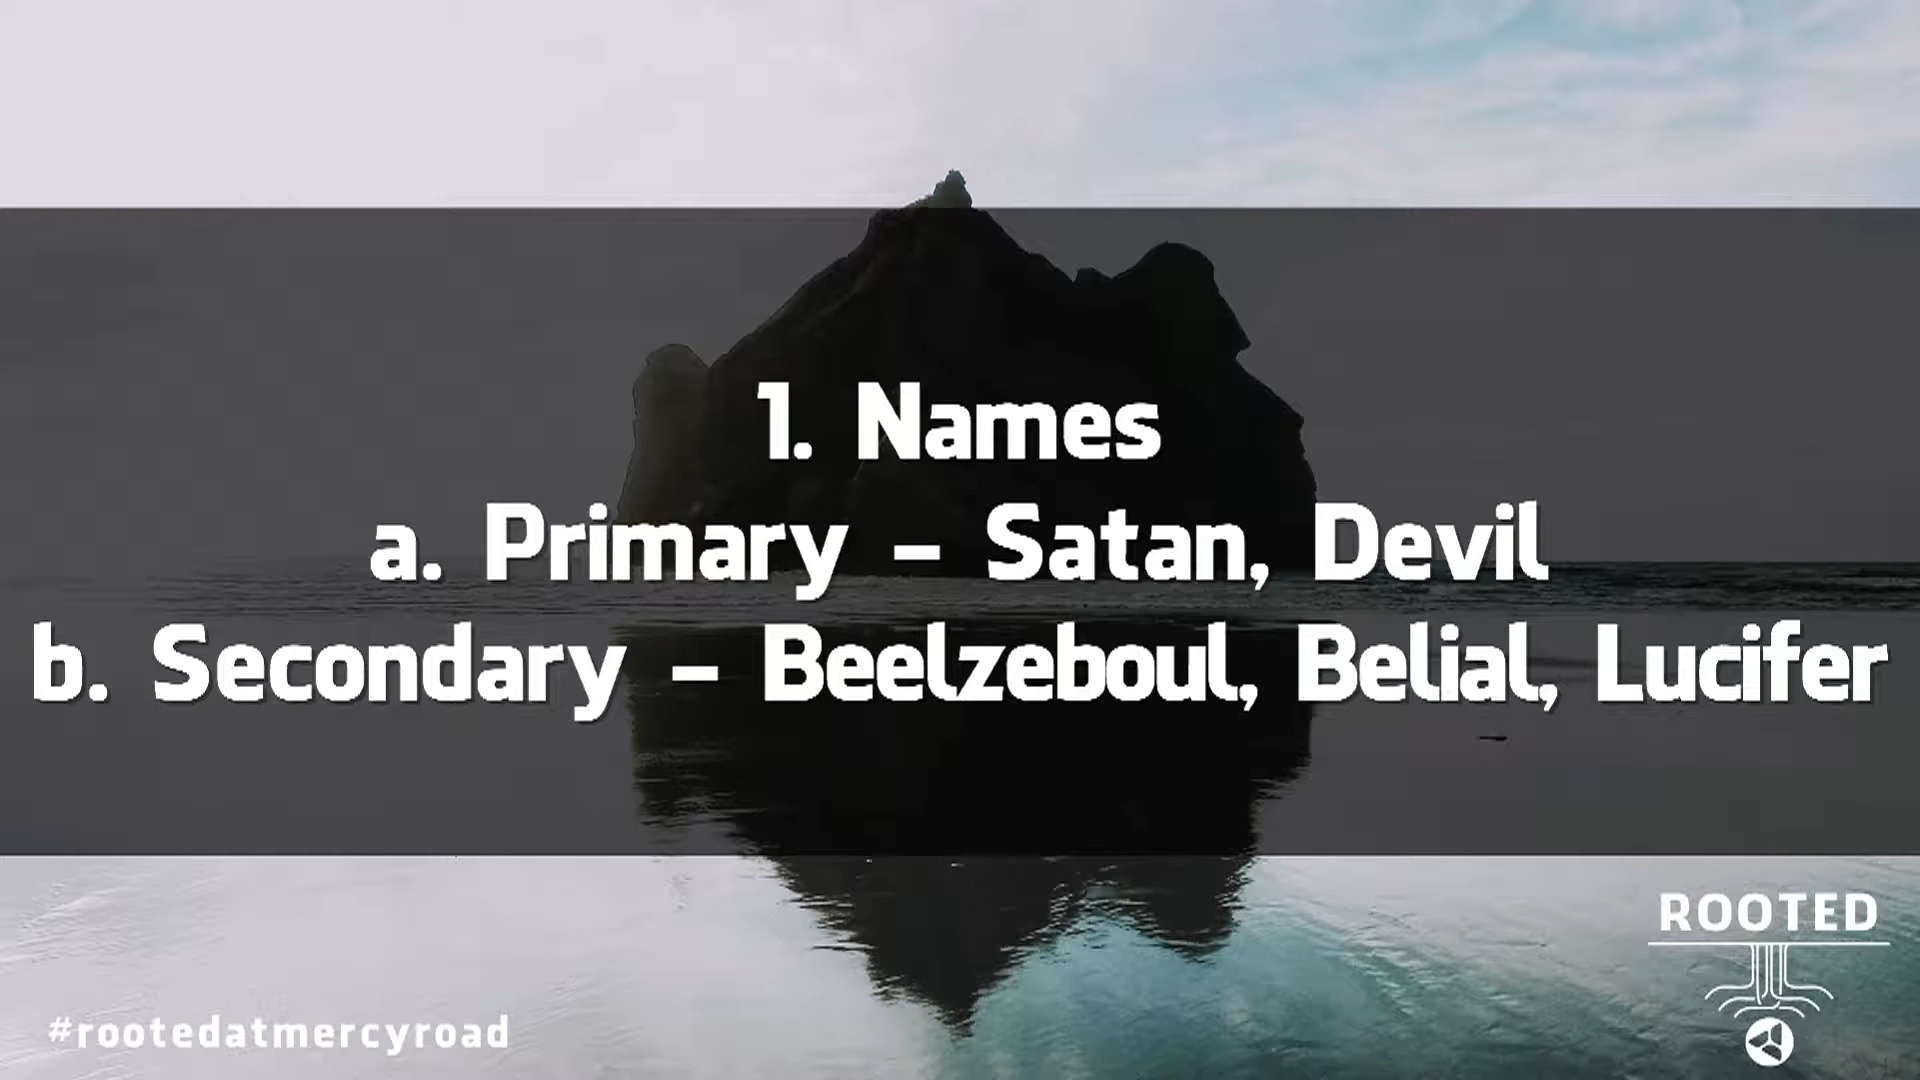 1. Names
a. Primary – Satan, Devil
b. Secondary – Beelzeboul, Belial, Lucifer
ROOTED
#rootedatmercyroad